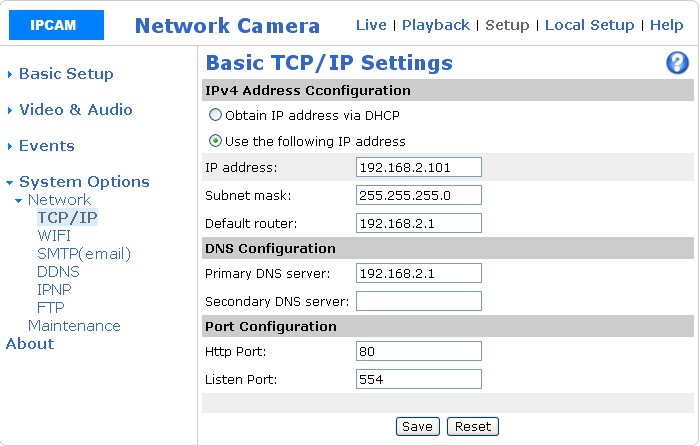 IPCAM
Network Camera
Live | Playback | Setup | Local Setup | Help
Basic Setup
Video & Audio
Events
System Options
Network
TCP/IP
WIFI
SMTP(email)
DDNS
IPNP
FTP
Maintenance
About
Basic TCP/IP Settings
?
IPv4 Address Cconfiguration
Obtain IP address via DHCP
Use the following IP address
IP address: 192.168.2.101
Subnet mask: 255.255.255.0
Default router: 192.168.2.1
DNS Configuration
Primary DNS server: 192.168.2.1
Secondary DNS server:
Port Configuration
Http Port: 80
Listen Port: 554
Save Reset